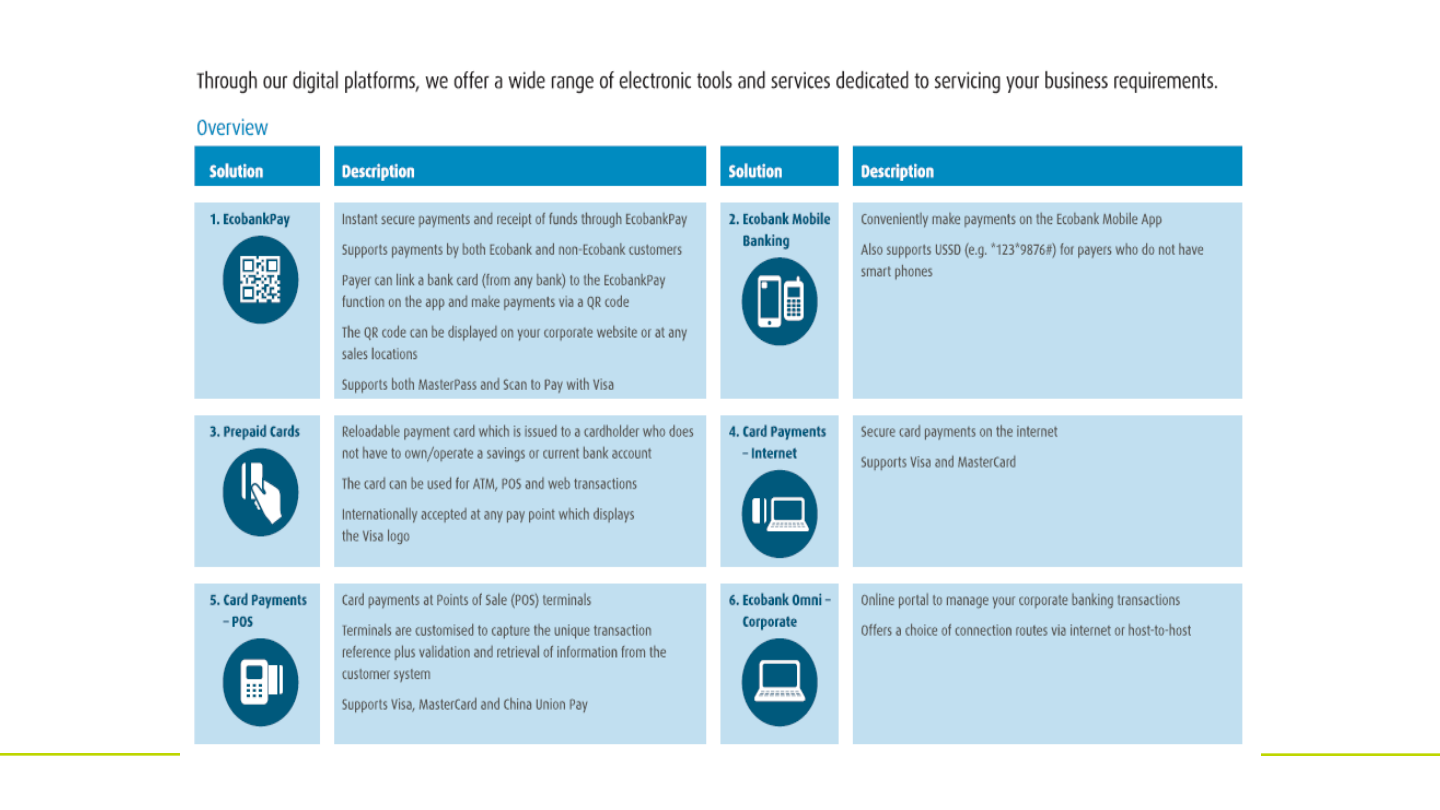 Through our digital platforms, we offer a wide range of electronic tools and services dedicated to servicing your business requirements.
Overview
Solution
Description
Solution
Description
1. EcobankPay
Instant secure payments and receipt of funds through EcobankPay
Supports payments by both Ecobank and non-Ecobank customers
Payer can link a bank card (from any bank) to the EcobankPay
function on the app and make payments via a QR code
The QR code can be displayed on your corporate website or at any
sales locations
Supports both MasterPass and Scan to Pay with Visa
2. Ecobank Mobile
Banking
Conveniently make payments on the Ecobank Mobile App
Also supports USSD (e.g. *123*9876#) for payers who do not have
smart phones
3. Prepaid Cards
Reloadable payment card which is issued to a cardholder who does
not have to own/operate a savings or current bank account
The card can be used for ATM, POS and web transactions
Internationally accepted at any pay point which displays
the Visa logo
4. Card Payments
– Internet
Secure card payments on the internet
Supports Visa and MasterCard
5. Card Payments
– POS
Card payments at Points of Sale (POS) terminals
Terminals are customised to capture the unique transaction
reference plus validation and retrieval of information from the
customer system
Supports Visa, MasterCard and China Union Pay
6. Ecobank Omni –
Corporate
Online portal to manage your corporate banking transactions
Offers a choice of connection routes via internet or host-to-host